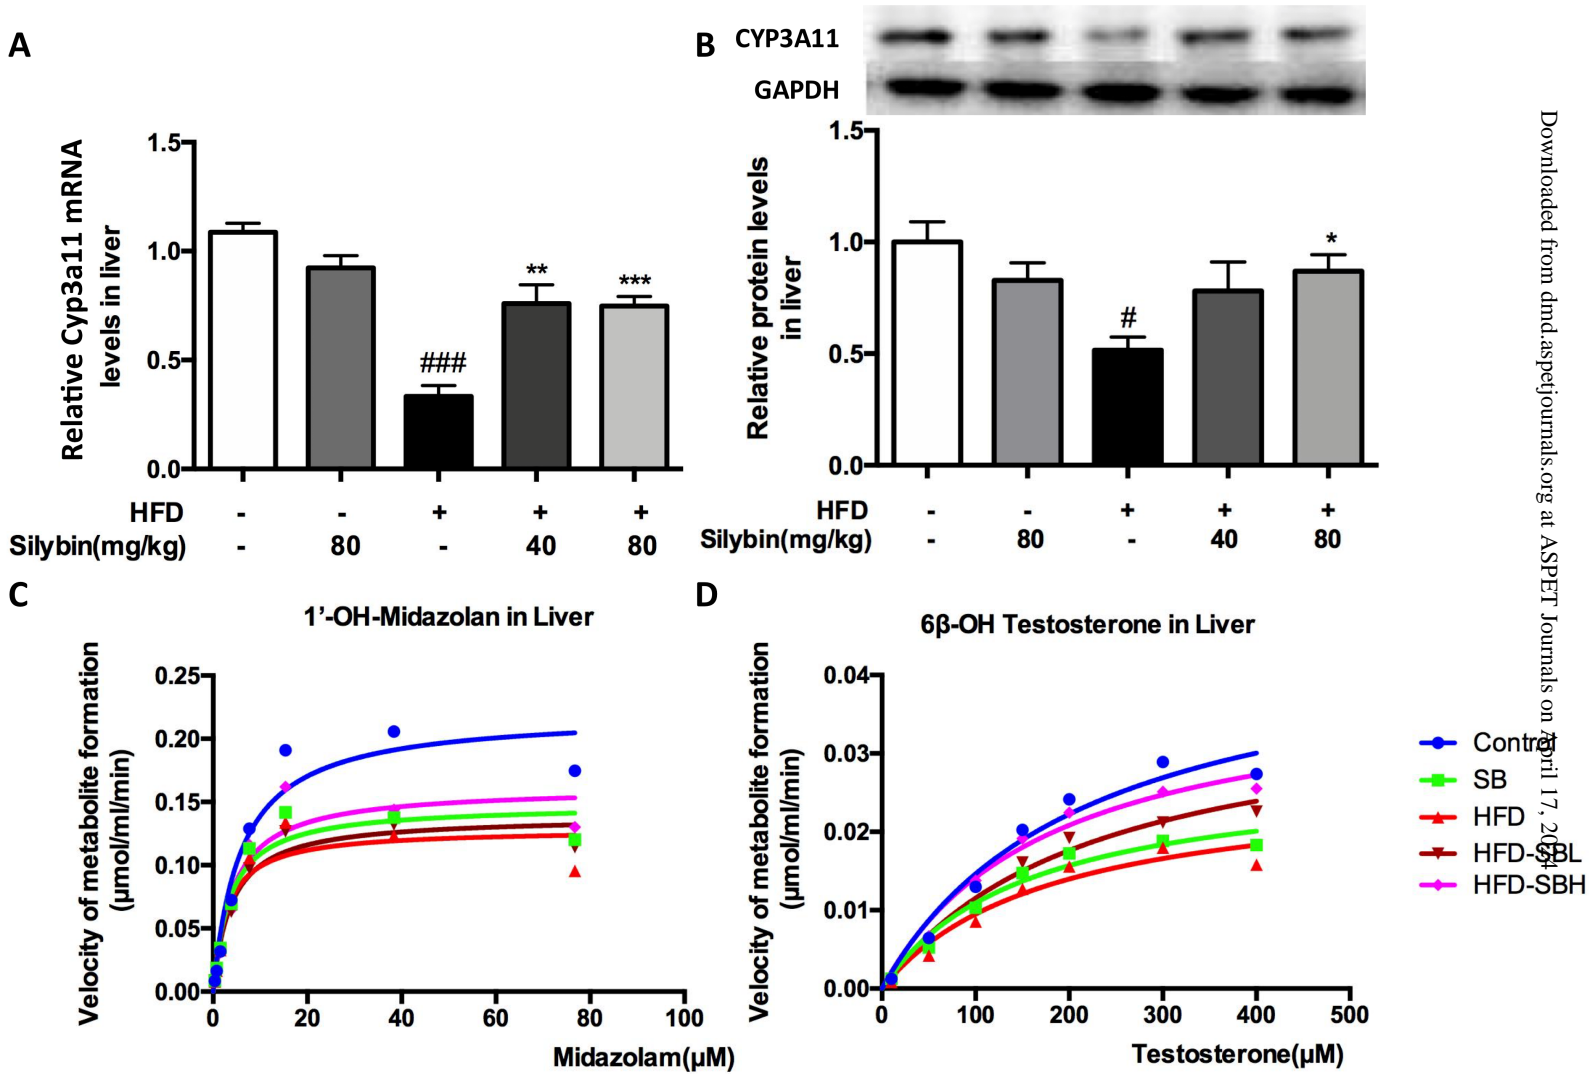 A
Relative Cyp3a11 mRNA
levels in liver
1.5
1.0
0.5
0.0
**
***
###
HFD - - + + +
Silybin(mg/kg) - 80 - 40 80
B
CYP3A11
GAPDH
Relative protein levels
in liver
1.5
1.0
0.5
0.0
#
*
HFD - - + + +
Silybin(mg/kg) - 80 - 40 80
C
1’-OH-Midazolan in Liver
Velocity of metabolite formation
(μmol/ml/min)
0.25
0.20
0.15
0.10
0.05
0.00
0 20 40 60 80 100
Midazolam(μM)
D
6β-OH Testosterone in Liver
Velocity of metabolite formation
(μmol/ml/min)
0.04
0.03
0.02
0.01
0.00
0 100 200 300 400 500
Testosterone(μM)
Control
SB
HFD
HFD-SBL
HFD-SBH
Downloaded from dmd.aspetjournals.org at ASPET Journals on April 17, 2024